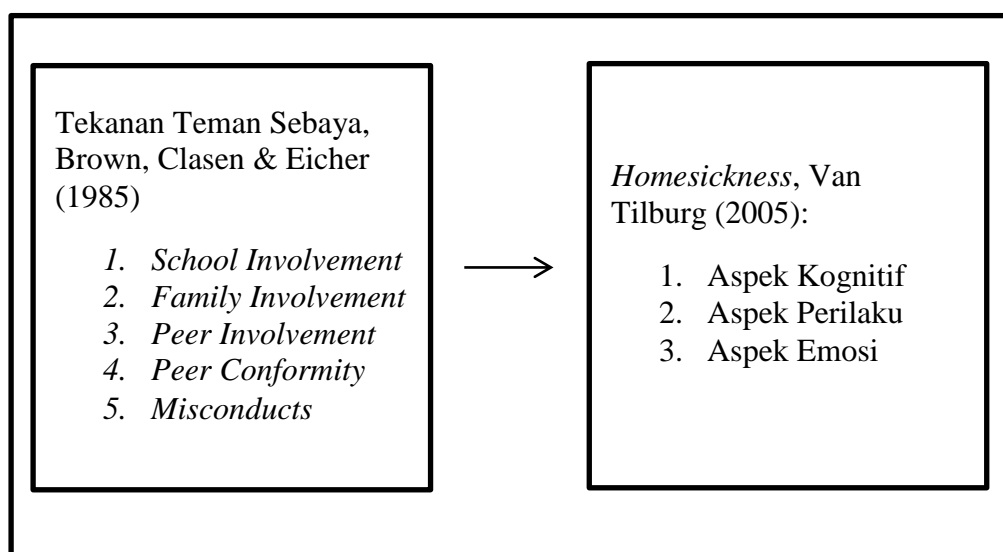 Tekanan Teman Sebaya,
Brown, Clasen & Eicher
(1985)
1. School Involvement
2. Family Involvement
3. Peer Involvement
4. Peer Conformity
5. Misconducts
Homesickness, Van
Tilburg (2005):
1. Aspek Kognitif
2. Aspek Perilaku
3. Aspek Emosi